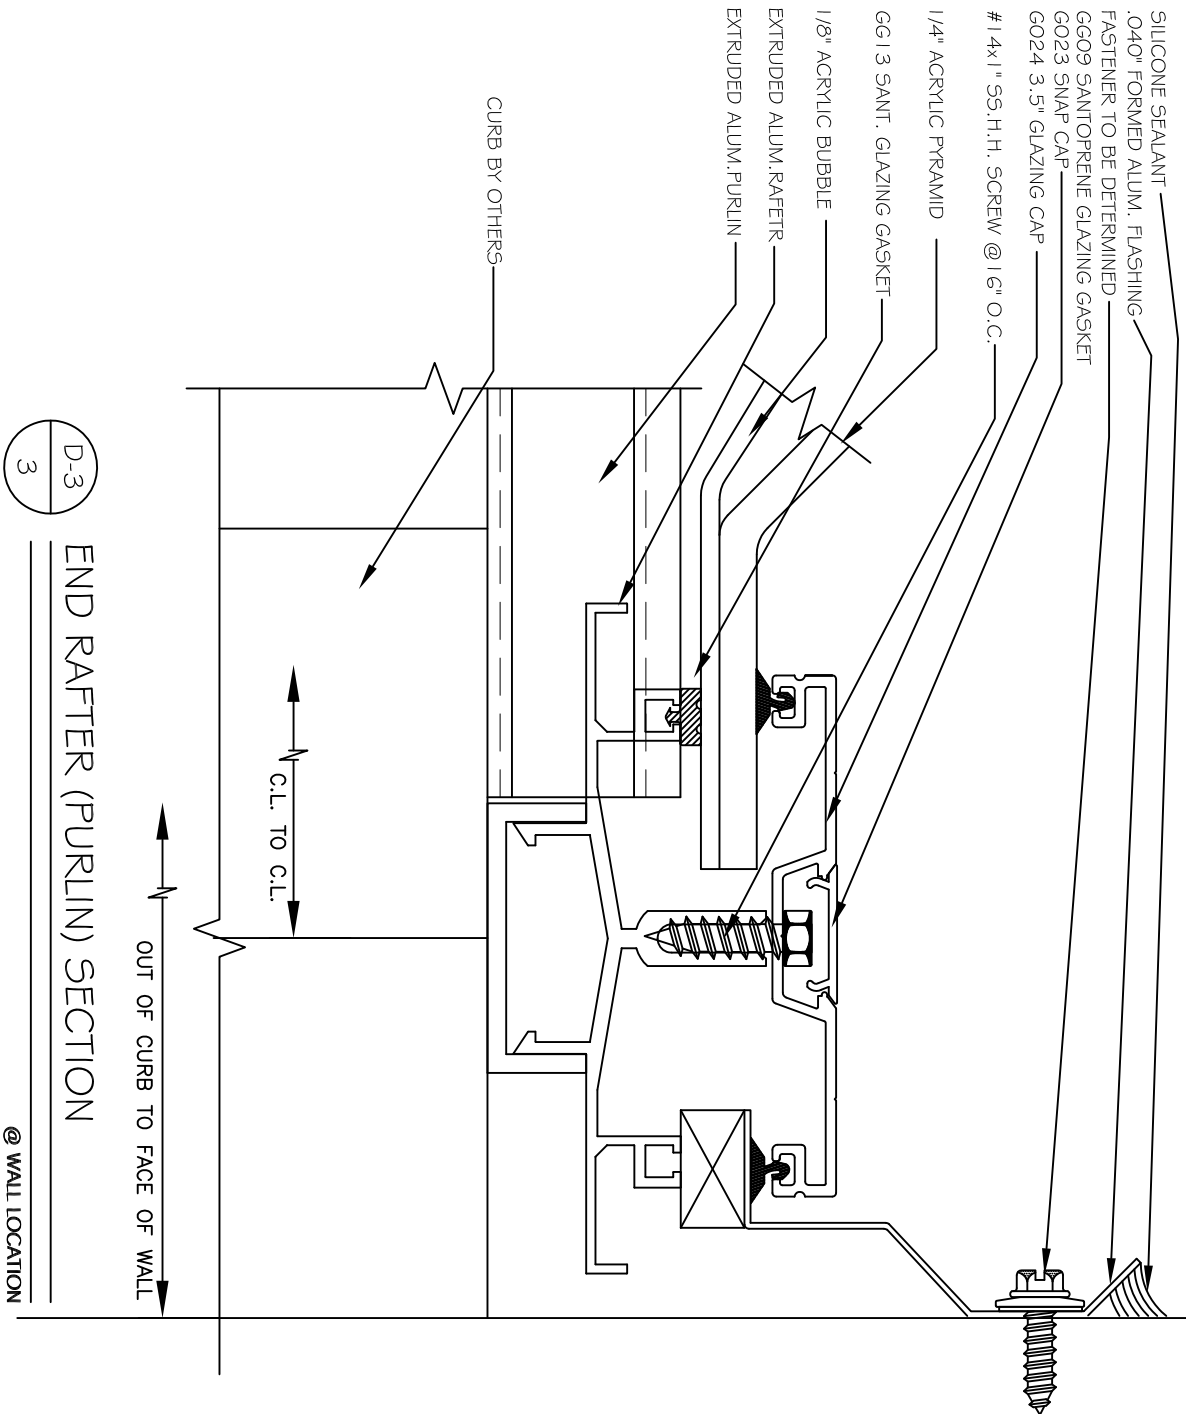 SILICONE SEALANT
.040" FORMED ALUM. FLASHING
FASTENER TO BE DETERMINED
GG09 SANTOPRENE GLAZING GASKET
G023 SNAP CAP
G024 3.5" GLAZING CAP
#14x1" SS.H.H. SCREW @16" O.C.
1/4" ACRYLIC PYRAMID
GG13 SANT. GLAZING GASKET
1/8" ACRYLIC BUBBLE
EXTRUDED ALUM.RAFETR
EXTRUDED ALUM.PURLIN
CURB BY OTHERS
C.L. TO C.L.
OUT OF CURB TO FACE OF WALL
D-3
3
END RAFTER (PURLIN) SECTION
@ WALL LOCATION